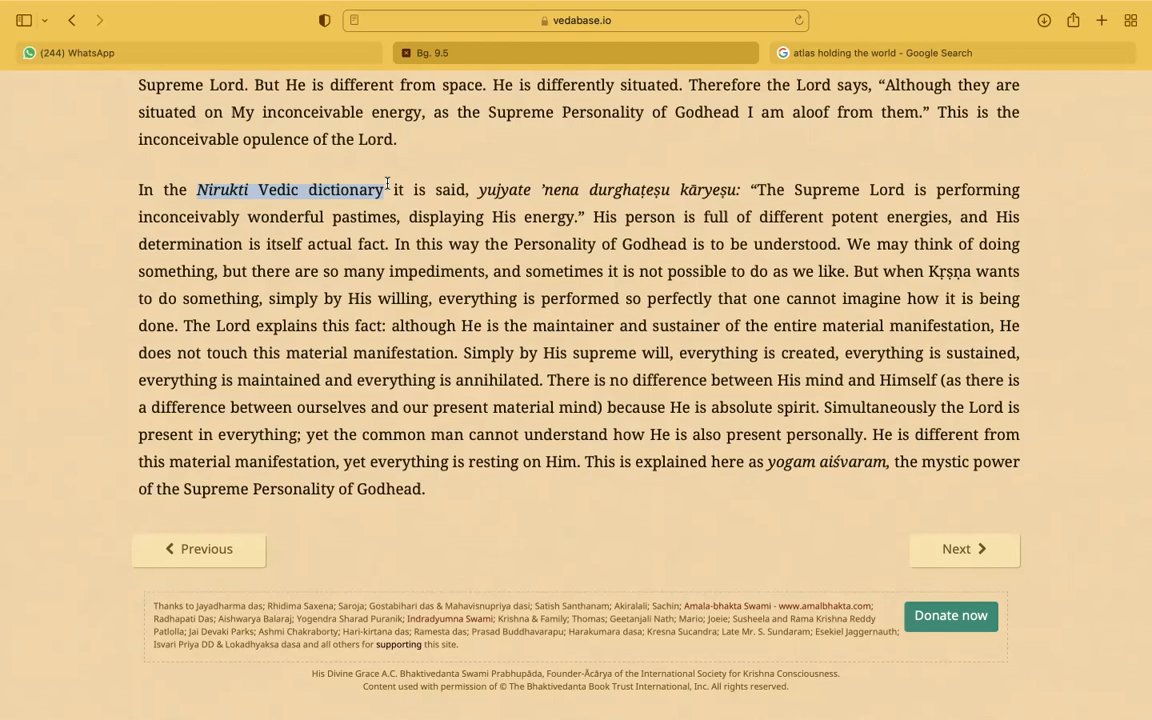 vedabase.io
(244) WhatsApp
Bg. 9.5
atlas holding the world - Google Search
Supreme Lord. But He is different from space. He is differently situated. Therefore the Lord says, “Although they are
situated on My inconceivable energy, as the Supreme Personality of Godhead I am aloof from them.” This is the
inconceivable opulence of the Lord.
In the Nirukti Vedic dictionary it is said, yujyate ’nena durghaṭeṣu kāryeṣu: “The Supreme Lord is performing
inconceivably wonderful pastimes, displaying His energy.” His person is full of different potent energies, and His
determination is itself actual fact. In this way the Personality of Godhead is to be understood. We may think of doing
something, but there are so many impediments, and sometimes it is not possible to do as we like. But when Kṛṣṇa wants
to do something, simply by His willing, everything is performed so perfectly that one cannot imagine how it is being
done. The Lord explains this fact: although He is the maintainer and sustainer of the entire material manifestation, He
does not touch this material manifestation. Simply by His supreme will, everything is created, everything is sustained,
everything is maintained and everything is annihilated. There is no difference between His mind and Himself (as there is
a difference between ourselves and our present material mind) because He is absolute spirit. Simultaneously the Lord is
present in everything; yet the common man cannot understand how He is also present personally. He is different from
this material manifestation, yet everything is resting on Him. This is explained here as yogam aiśvaram, the mystic power
of the Supreme Personality of Godhead.
Previous
Next
Thanks to Jayadharma das; Rhidima Saxena; Saroja; Gostabihari das & Mahavisnupriya dasi; Satish Santhanam; Akiralali; Sachin; Amala-bhakta Swami - www.amalbhakta.com;
Radhapati Das; Aishwarya Balaraj; Yogendra Sharad Puranik; Indradyumna Swami; Krishna & Family; Thomas; Geetanjali Nath; Mario; Joeie; Susheela and Rama Krishna Reddy
Patlolla; Jai Devaki Parks; Ashmi Chakraborty; Hari-kirtana das; Ramesta das; Prasad Buddhavarapu; Harakumara dasa; Kresna Sucandra; Late Mr. S. Sundaram; Esekiel Jaggernauth;
Isvari Priya DD & Lokadhyaksa dasa and all others for supporting this site.
Donate now
His Divine Grace A.C. Bhaktivedanta Swami Prabhupāda, Founder-Ācārya of the International Society for Krishna Consciousness.
Content used with permission of © The Bhaktivedanta Book Trust International, Inc. All rights reserved.